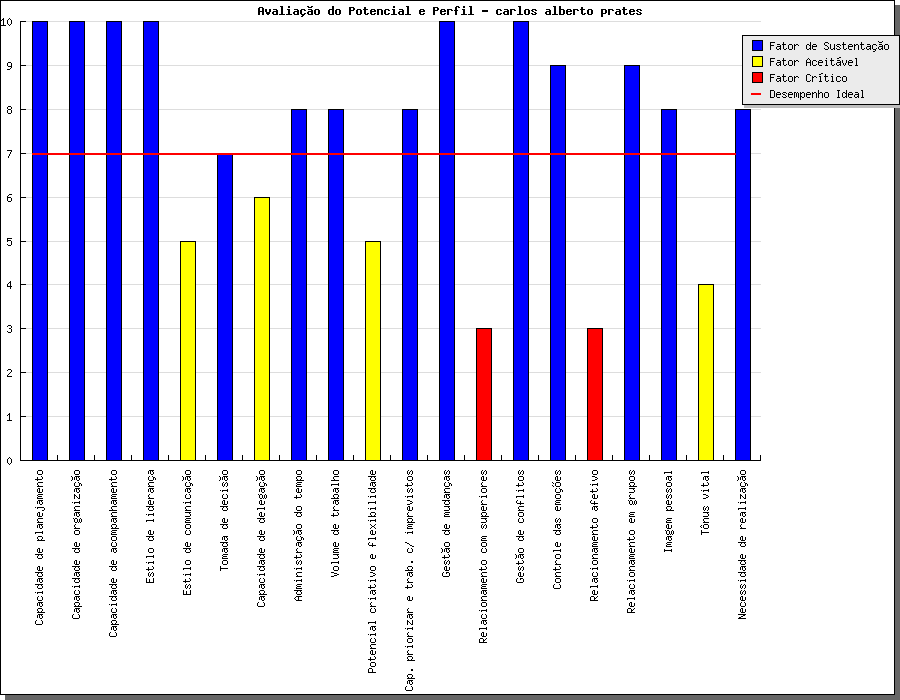 Avaliação do Potencial e Perfil - carlos alberto prates
Fator de Sustentação
Fator Aceitável
Fator Crítico
Desempenho Ideal
10
9
8
7
6
5
4
3
2
1
0
Capacidade de planejamento
Capacidade de organização
Capacidade de acompanhamento
Estilo de liderança
Estilo de comunicação
Tomada de decisão
Capacidade de delegação
Administração do tempo
Volume de trabalho
Potencial criativo e flexibilidade
Cap. priorizar e trab. c/ imprevistos
Gestão de mudanças
Relacionamento com superiores
Gestão de conflitos
Controle das emoções
Relacionamento afetivo
Relacionamento em grupos
Imagem pessoal
Tônus vital
Necessidade de realização